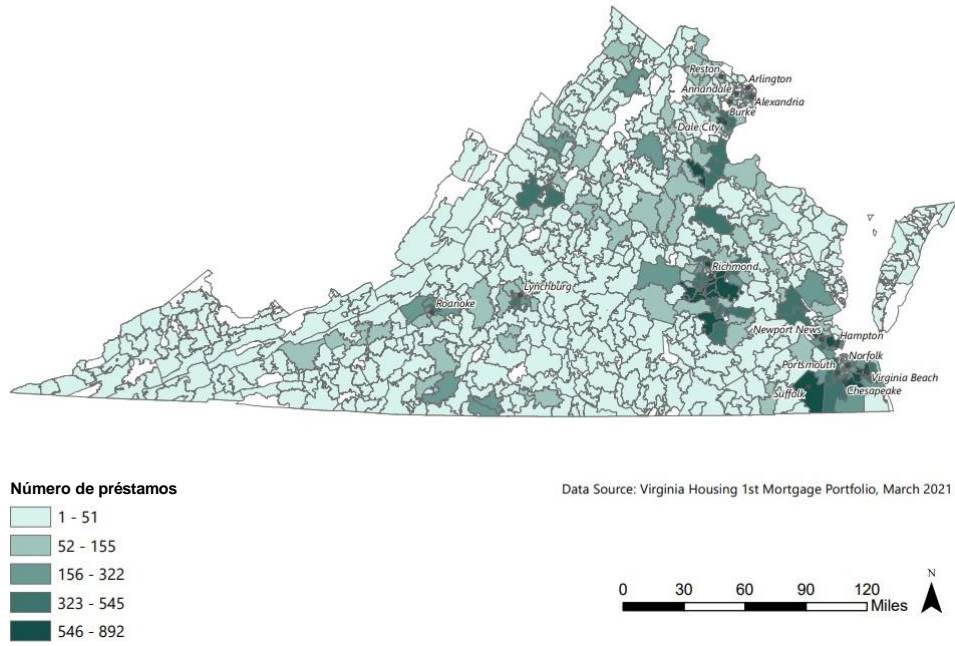 Reston
Arlington
Annandale
Alexandria
Burke
Dale City
Richmond
Lynchburg
Roanoke
Newport News
Hampton
Norfolk
Portsmouth
Virginia Beach
Suffolk
Chesapeake
Número de préstamos
Data Source: Virginia Housing 1st Mortgage Portfolio, March 2021
1 - 51
52 - 155
156 - 322
323 - 545
546 - 892
N
0 30 60 90 120
Miles